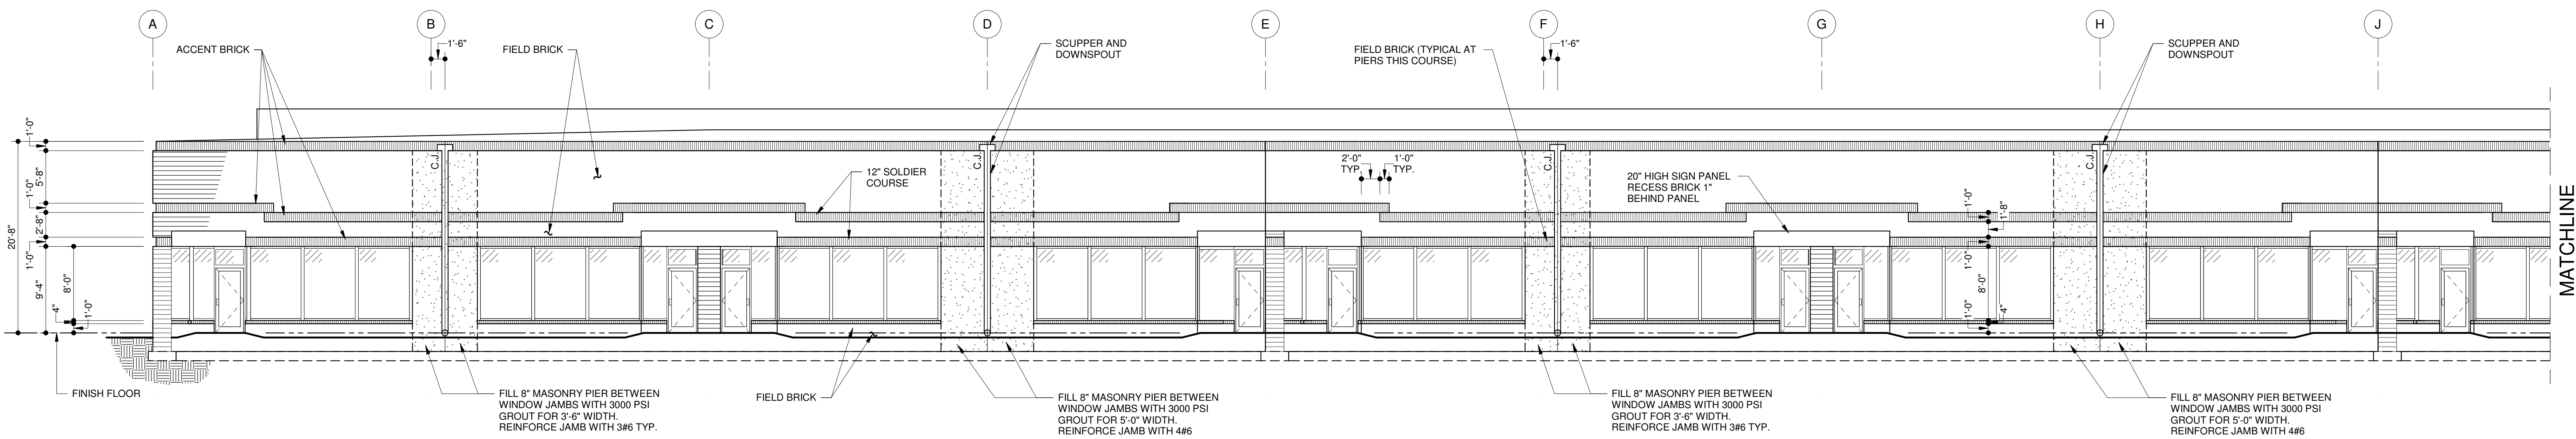 A
B
C
D
E
F
G
H
J
ACCENT BRICK
FIELD BRICK
1'-6"
SCUPPER AND
DOWNSPOUT
FIELD BRICK (TYPICAL AT
PIERS THIS COURSE)
1'-6"
SCUPPER AND
DOWNSPOUT
1'-0"
5'-8"
1'-0"
2'-8"
20'-8"
1'-0"
9'-4"
8'-0"
4"
1'-0"
C.J.
12" SOLDIER
COURSE
C.J.
2'-0"
TYP.
1'-0"
TYP.
C.J.
20" HIGH SIGN PANEL
RECESS BRICK 1"
BEHIND PANEL
1'-0"
1'-8"
1'-0"
8'-0"
1'-0"
4"
C.J.
MATCHLINE
FINISH FLOOR
FILL 8" MASONRY PIER BETWEEN
WINDOW JAMBS WITH 3000 PSI
GROUT FOR 3'-6" WIDTH.
REINFORCE JAMB WITH 3#6 TYP.
FIELD BRICK
FILL 8" MASONRY PIER BETWEEN
WINDOW JAMBS WITH 3000 PSI
GROUT FOR 5'-0" WIDTH.
REINFORCE JAMB WITH 4#6
FILL 8" MASONRY PIER BETWEEN
WINDOW JAMBS WITH 3000 PSI
GROUT FOR 3'-6" WIDTH.
REINFORCE JAMB WITH 3#6 TYP.
FILL 8" MASONRY PIER BETWEEN
WINDOW JAMBS WITH 3000 PSI
GROUT FOR 5'-0" WIDTH.
REINFORCE JAMB WITH 4#6